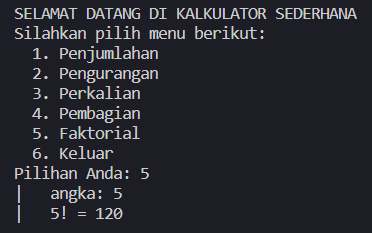 SELAMAT DATANG DI KALKULATOR SEDERHANA
Silahkan pilih menu berikut:
1. Penjumlahan
2. Pengurangan
3. Perkalian
4. Pembagian
5. Faktorial
6. Keluar
Pilihan Anda: 5
|   angka: 5
|   5! = 120